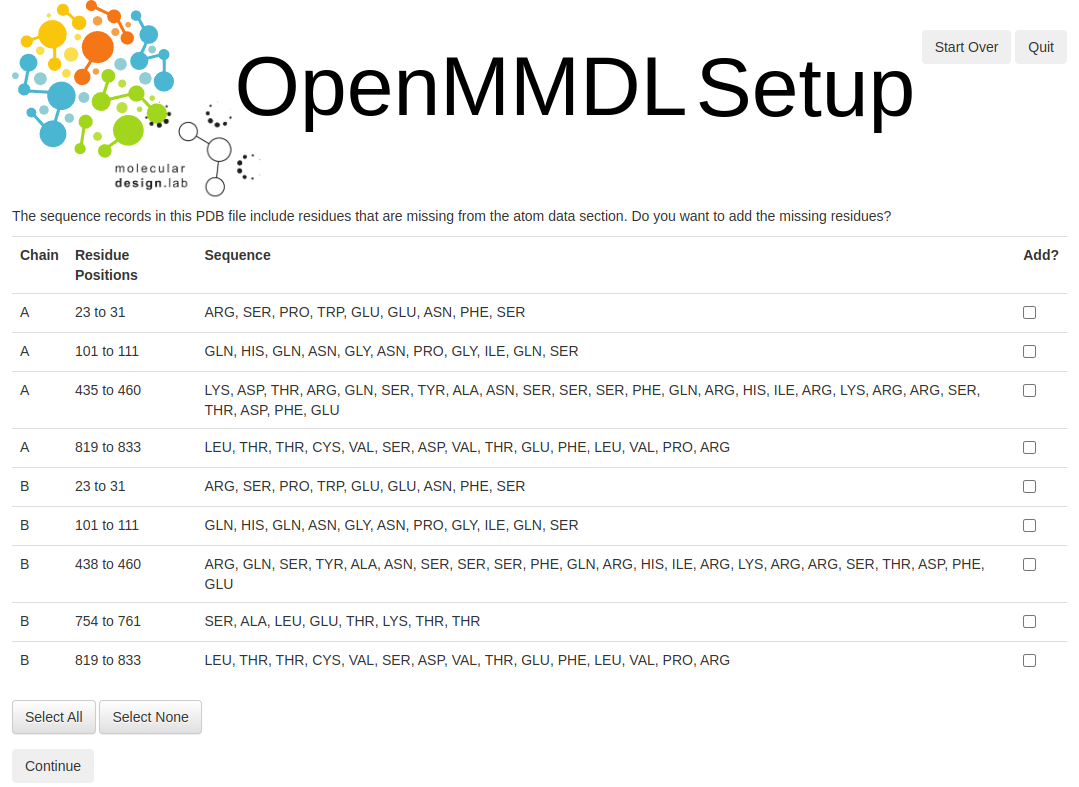 OpenMMDL Setup
Start Over Quit
molecular
design.lab
The sequence records in this PDB file include residues that are missing from the atom data section. Do you want to add the missing residues?
Chain Residue Positions Sequence Add?
A 23 to 31 ARG, SER, PRO, TRP, GLU, GLU, ASN, PHE, SER
A 101 to 111 GLN, HIS, GLN, ASN, GLY, ASN, PRO, GLY, ILE, GLN, SER
A 435 to 460 LYS, ASP, THR, ARG, GLN, SER, TYR, ALA, ASN, SER, SER, SER, PHE, GLN, ARG, HIS, ILE, ARG, LYS, ARG, ARG, SER,
THR, ASP, PHE, GLU
A 819 to 833 LEU, THR, THR, CYS, VAL, SER, ASP, VAL, THR, GLU, PHE, LEU, VAL, PRO, ARG
B 23 to 31 ARG, SER, PRO, TRP, GLU, GLU, ASN, PHE, SER
B 101 to 111 GLN, HIS, GLN, ASN, GLY, ASN, PRO, GLY, ILE, GLN, SER
B 438 to 460 ARG, GLN, SER, TYR, ALA, ASN, SER, SER, SER, PHE, GLN, ARG, HIS, ILE, ARG, LYS, ARG, ARG, SER, THR, ASP, PHE,
GLU
B 754 to 761 SER, ALA, LEU, GLU, THR, LYS, THR, THR
B 819 to 833 LEU, THR, THR, CYS, VAL, SER, ASP, VAL, THR, GLU, PHE, LEU, VAL, PRO, ARG
Select All Select None
Continue